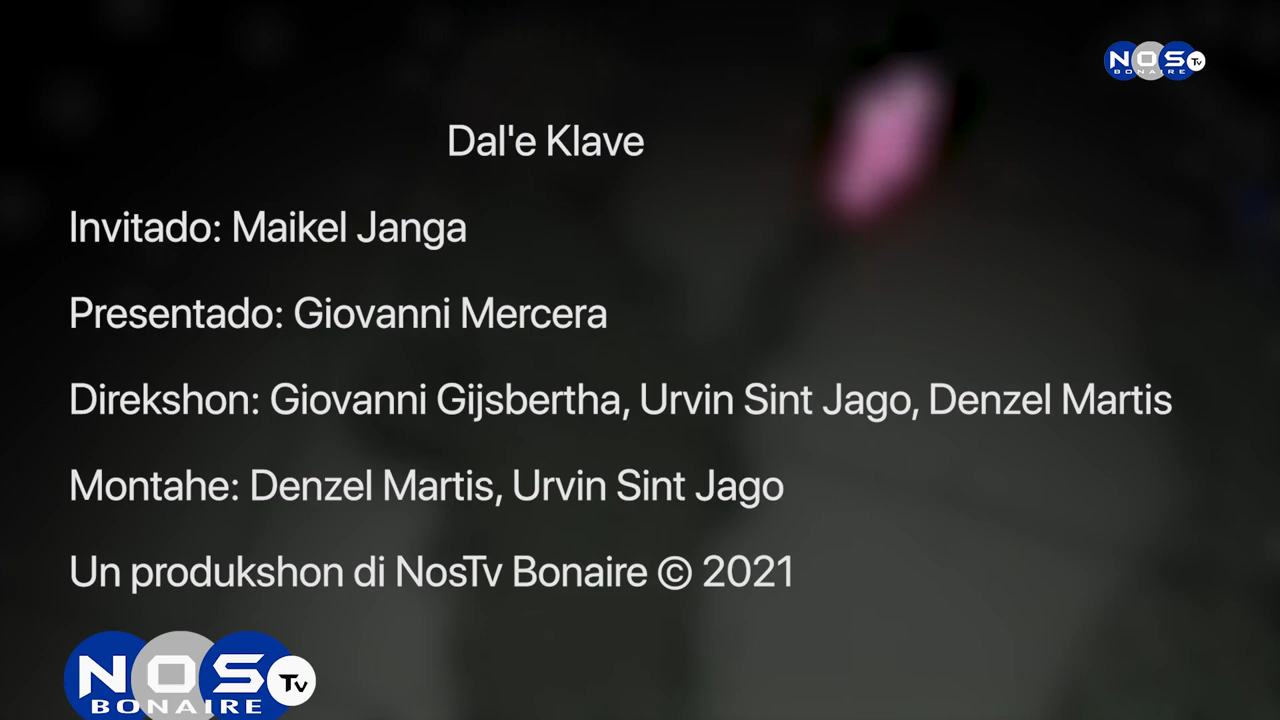 NOS Tv
BONAIRE
Dal'e Klave
Invitado: Maikel Janga
Presentado: Giovanni Mercera
Direkshon: Giovanni Gijsbertha, Urvin Sint Jago, Denzel Martis
Montahe: Denzel Martis, Urvin Sint Jago
Un produkshon di NosTv Bonaire © 2021
NOS Tv
BONAIRE